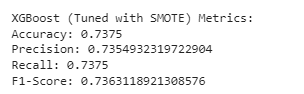 XGBoost (Tuned with SMOTE) Metrics:
Accuracy: 0.7375
Precision: 0.7354932319722904
Recall: 0.7375
F1-Score: 0.7363118921308576